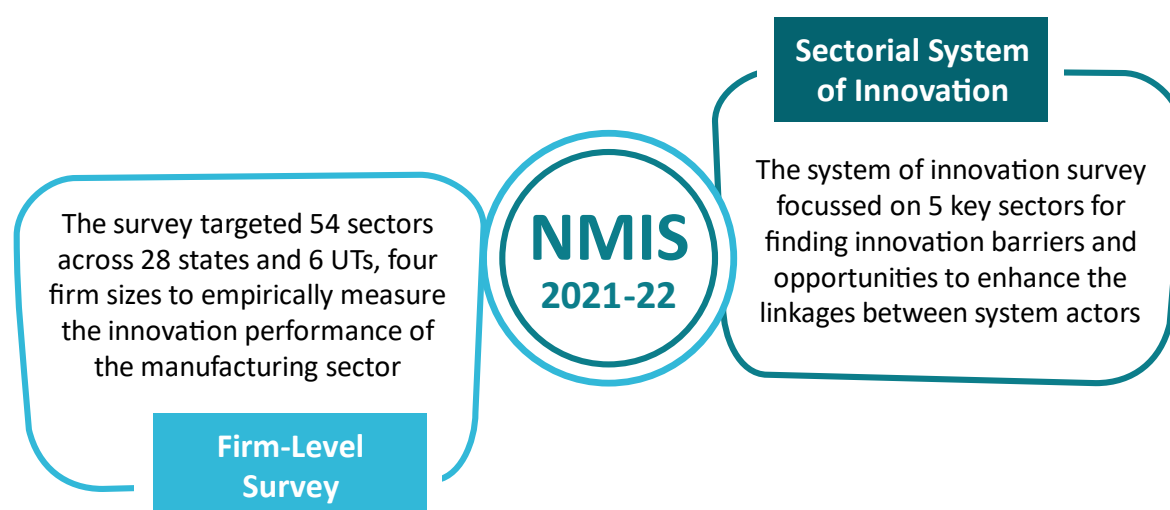 Sectorial System
of Innovation
The system of innovation survey
focussed on 5 key sectors for
finding innovation barriers and
opportunities to enhance the
linkages between system actors
NMIS
2021-22
The survey targeted 54 sectors
across 28 states and 6 UTs, four
firm sizes to empirically measure
the innovation performance of
the manufacturing sector
Firm-Level
Survey